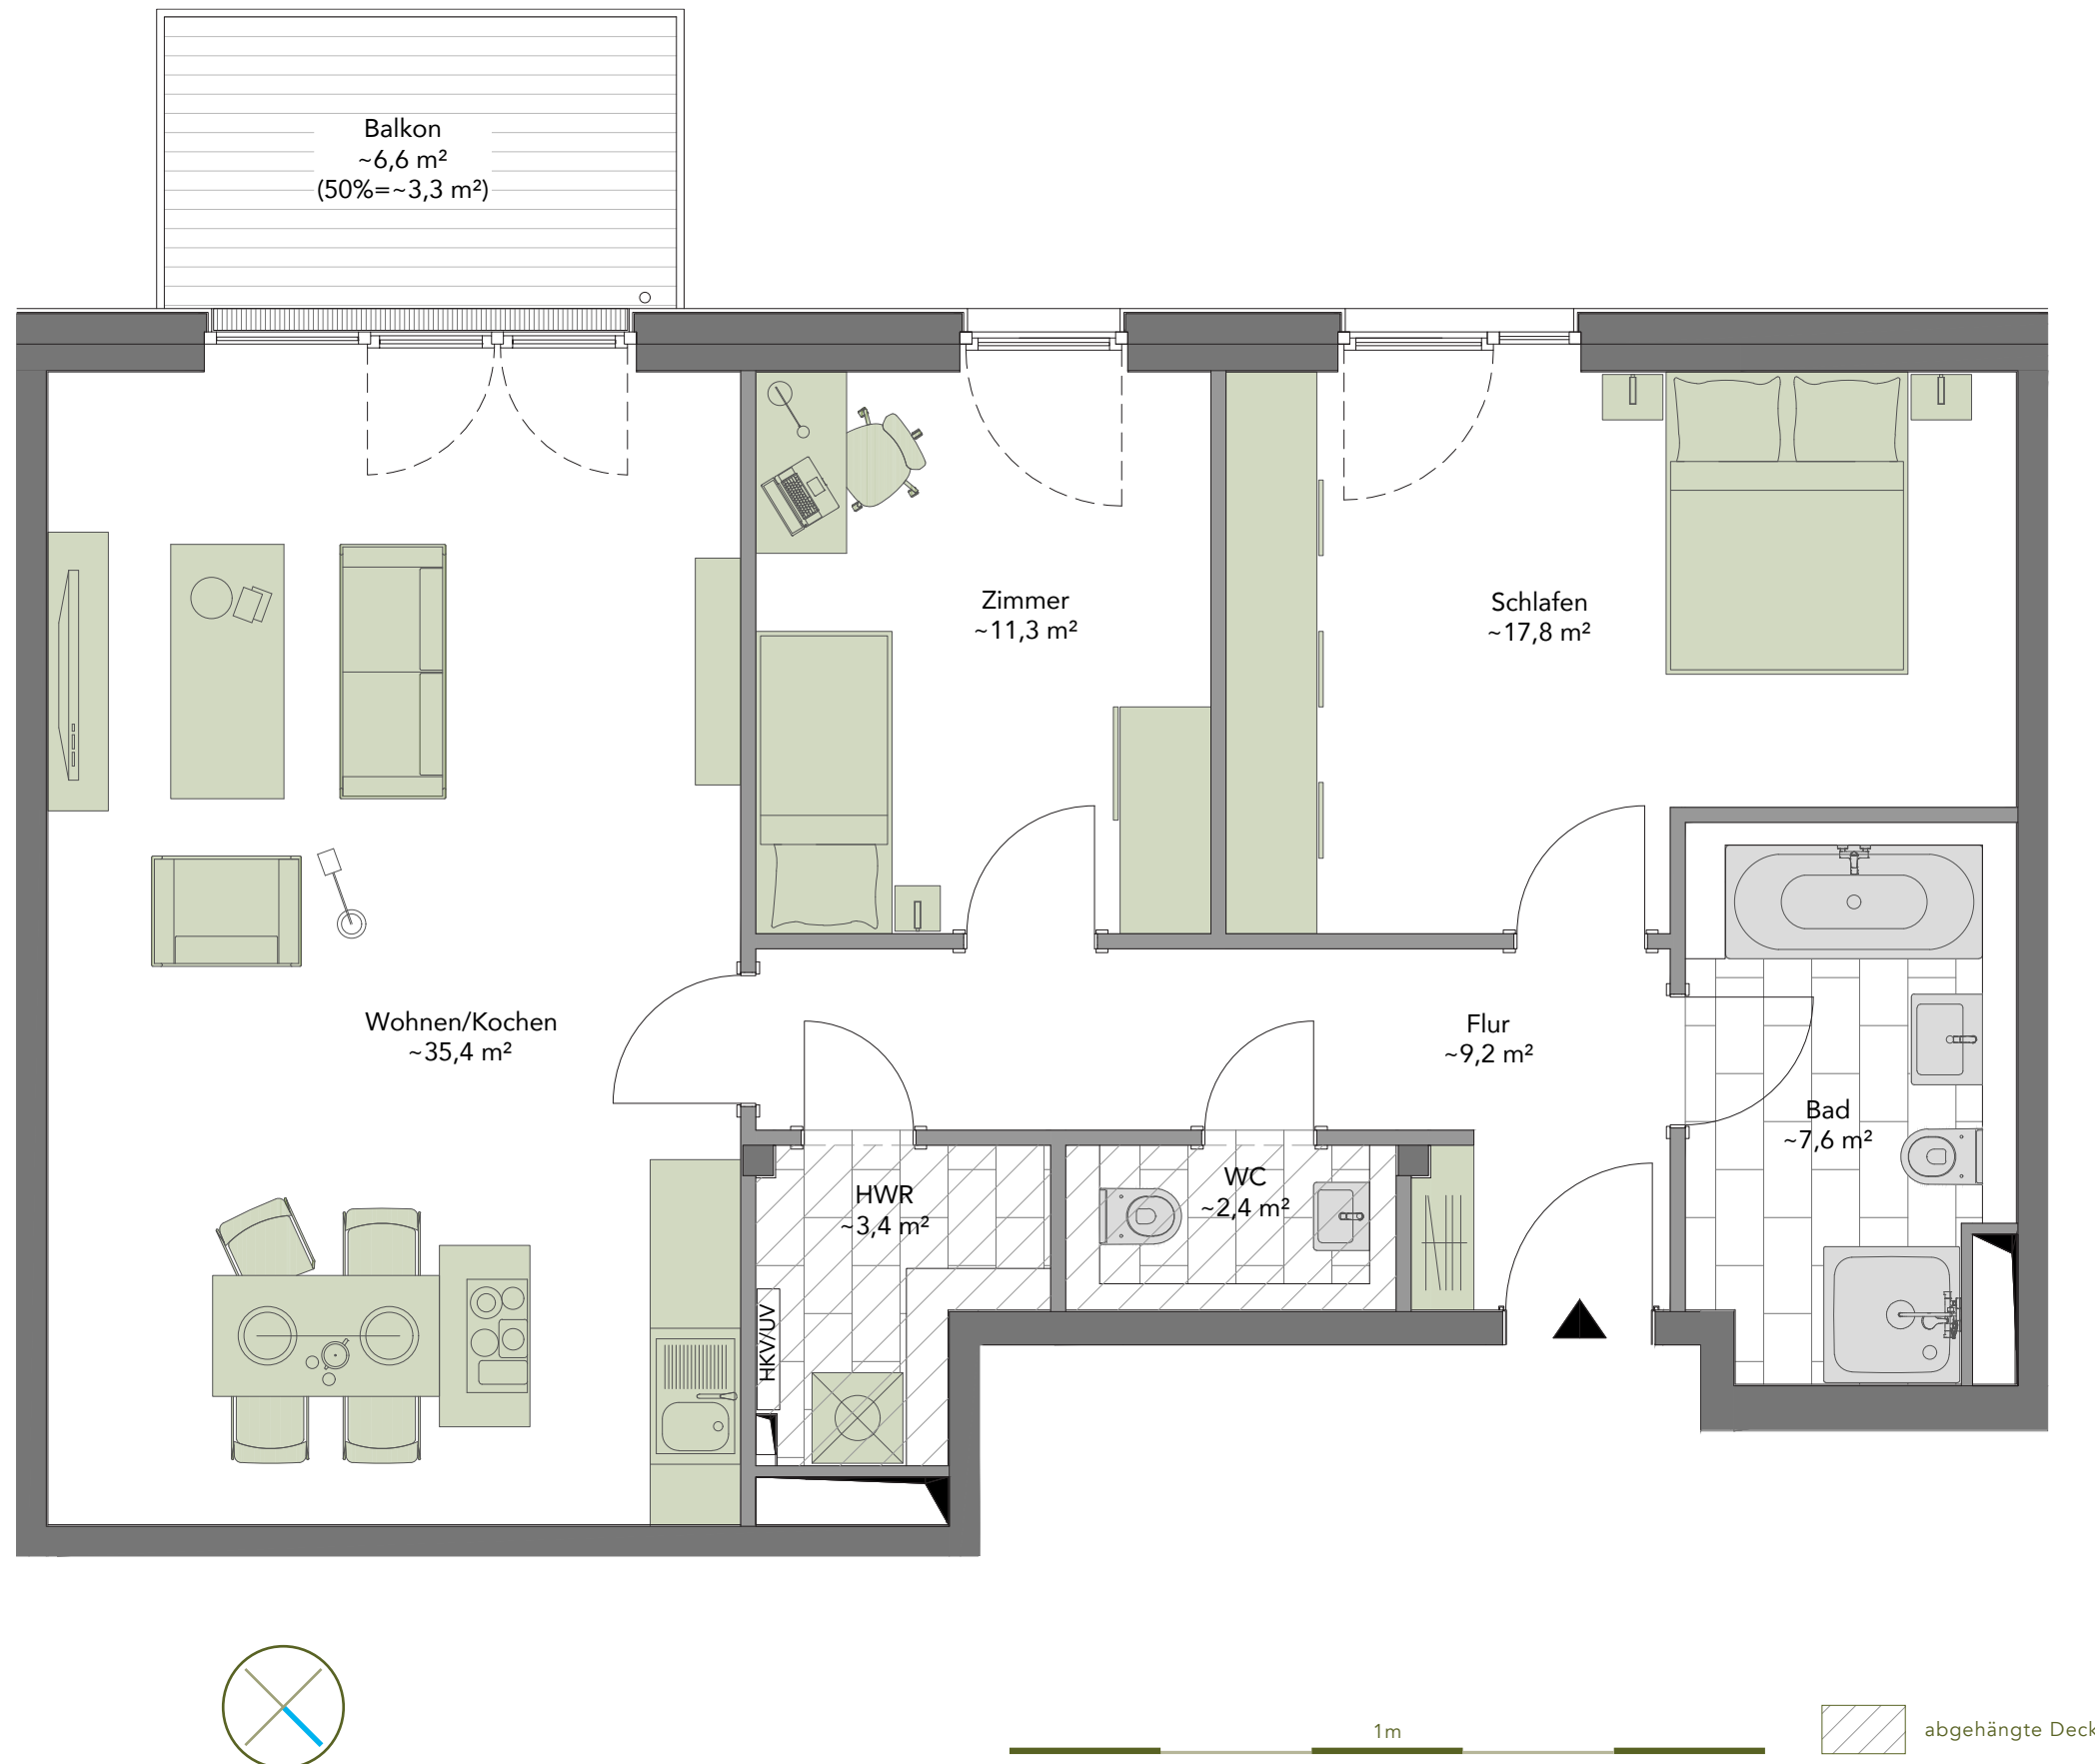 Balkon
~6,6 m²
(50%=~3,3 m²)
Zimmer
~11,3 m²
Schlafen
~17,8 m²
Wohnen/Kochen
~35,4 m²
Flur
~9,2 m²
Bad
~7,6 m²
HWR
~3,4 m²
WC
~2,4 m²
HKV/UV
1m
abgehängte Deck